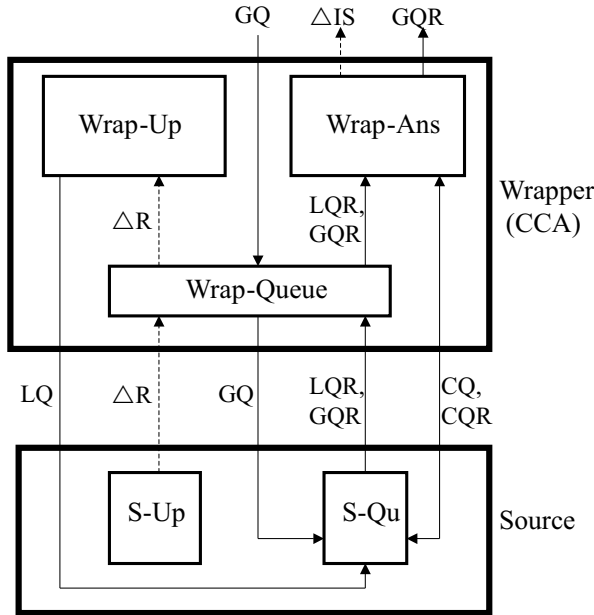 GQ
△IS
GQR
Wrap-Up
Wrap-Ans
Wrapper
(CCA)
△R
LQR,
GQR
Wrap-Queue
LQ
△R
GQ
LQR,
GQR
CQ,
CQR
S-Up
S-Qu
Source